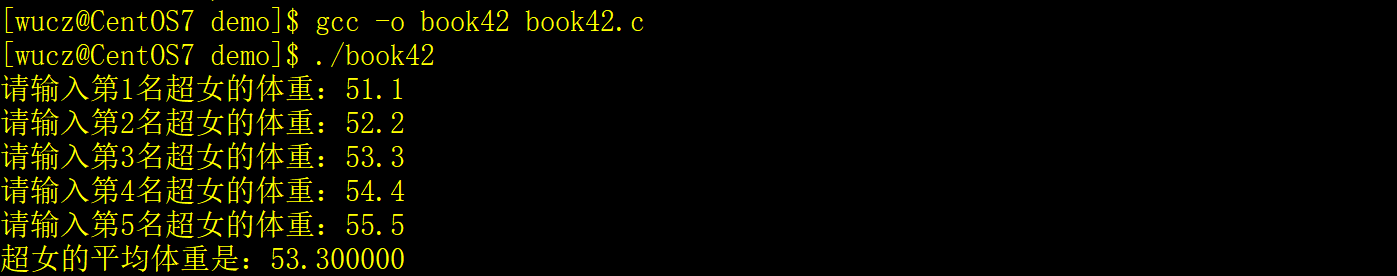 [wucz@CentOS7 demo]$ gcc -o book42 book42.c
[wucz@CentOS7 demo]$ ./book42
请输入第1名超女的体重：51.1
请输入第2名超女的体重：52.2
请输入第3名超女的体重：53.3
请输入第4名超女的体重：54.4
请输入第5名超女的体重：55.5
超女的平均体重是：53.300000